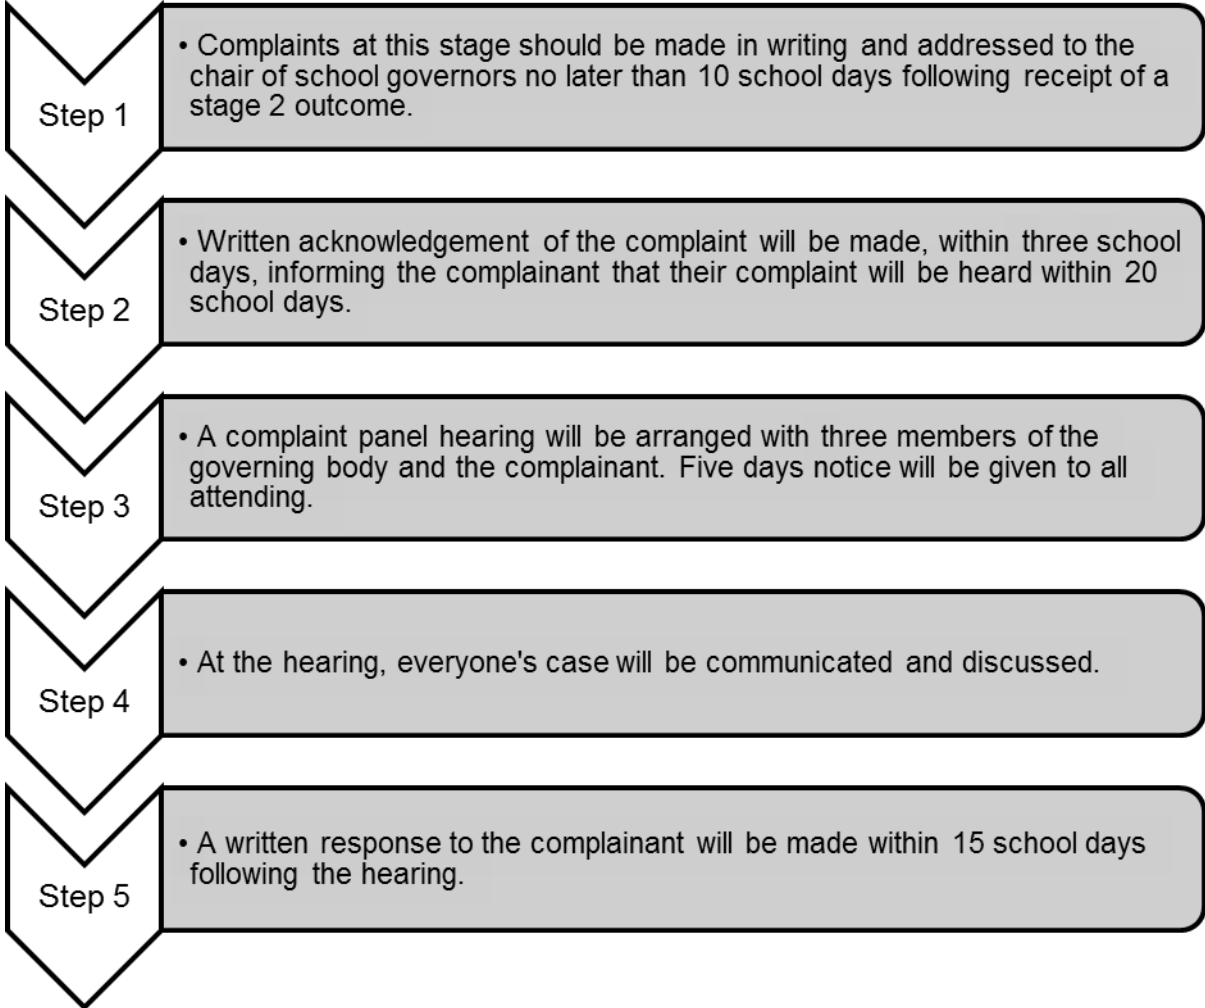 Step 1
• Complaints at this stage should be made in writing and addressed to the
chair of school governors no later than 10 school days following receipt of a
stage 2 outcome.
Step 2
• Written acknowledgement of the complaint will be made, within three school
days, informing the complainant that their complaint will be heard within 20
school days.
Step 3
• A complaint panel hearing will be arranged with three members of the
governing body and the complainant. Five days notice will be given to all
attending.
Step 4
• At the hearing, everyone's case will be communicated and discussed.
Step 5
• A written response to the complainant will be made within 15 school days
following the hearing.